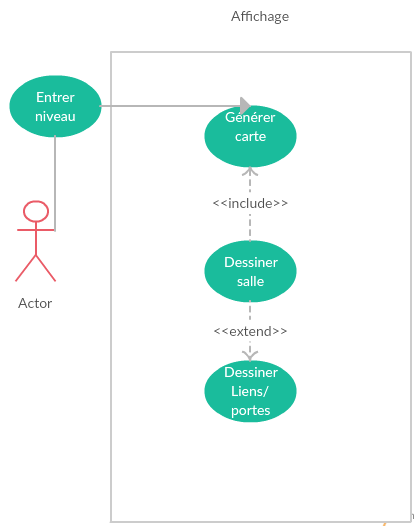 Affichage
Entrer
niveau
Générer
carte
<<include>>
Dessiner
salle
Actor
<<extend>>
Dessiner
Liens/
portes